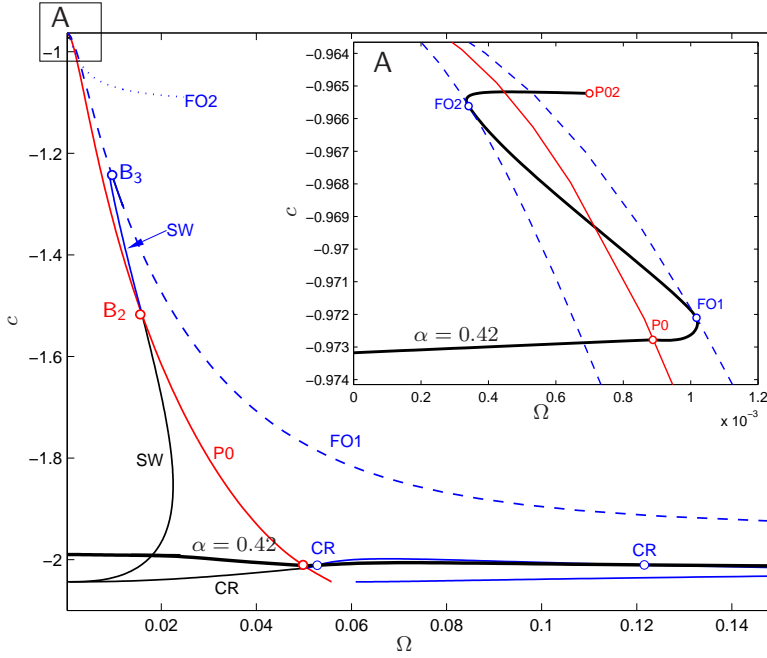 A
-1
-1.2
-1.4
-1.6
-1.8
-2
c
0.02
0.04
0.06
0.08
0.1
0.12
0.14
Ω
FO2
B₃
SW
B₂
SW
P0
FO1
α = 0.42
CR
CR
CR
A
-0.964
-0.965
-0.966
-0.967
-0.968
-0.969
-0.97
-0.971
-0.972
-0.973
-0.974
c
0
0.2
0.4
0.6
0.8
1
1.2
Ω
x 10⁻³
FO2
P02
FO1
P0
α = 0.42